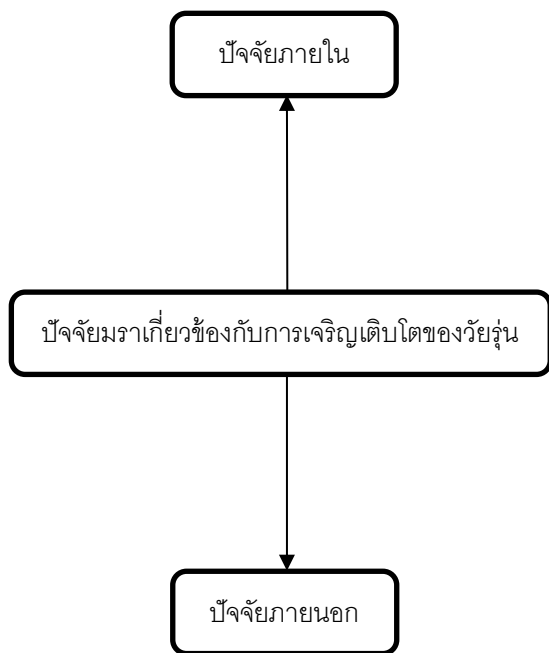 ปัจจัยภายใน
ปัจจัยมราเกี่ยวข้องกับการเจริญเติบโตของวัยรุ่น
ปัจจัยภายนอก